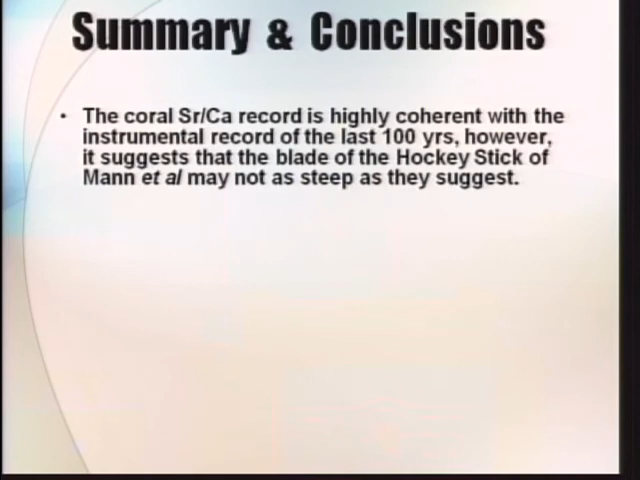 Summary & Conclusions
• The coral Sr/Ca record is highly coherent with the
instrumental record of the last 100 yrs, however,
it suggests that the blade of the Hockey Stick of
Mann et al may not as steep as they suggest.